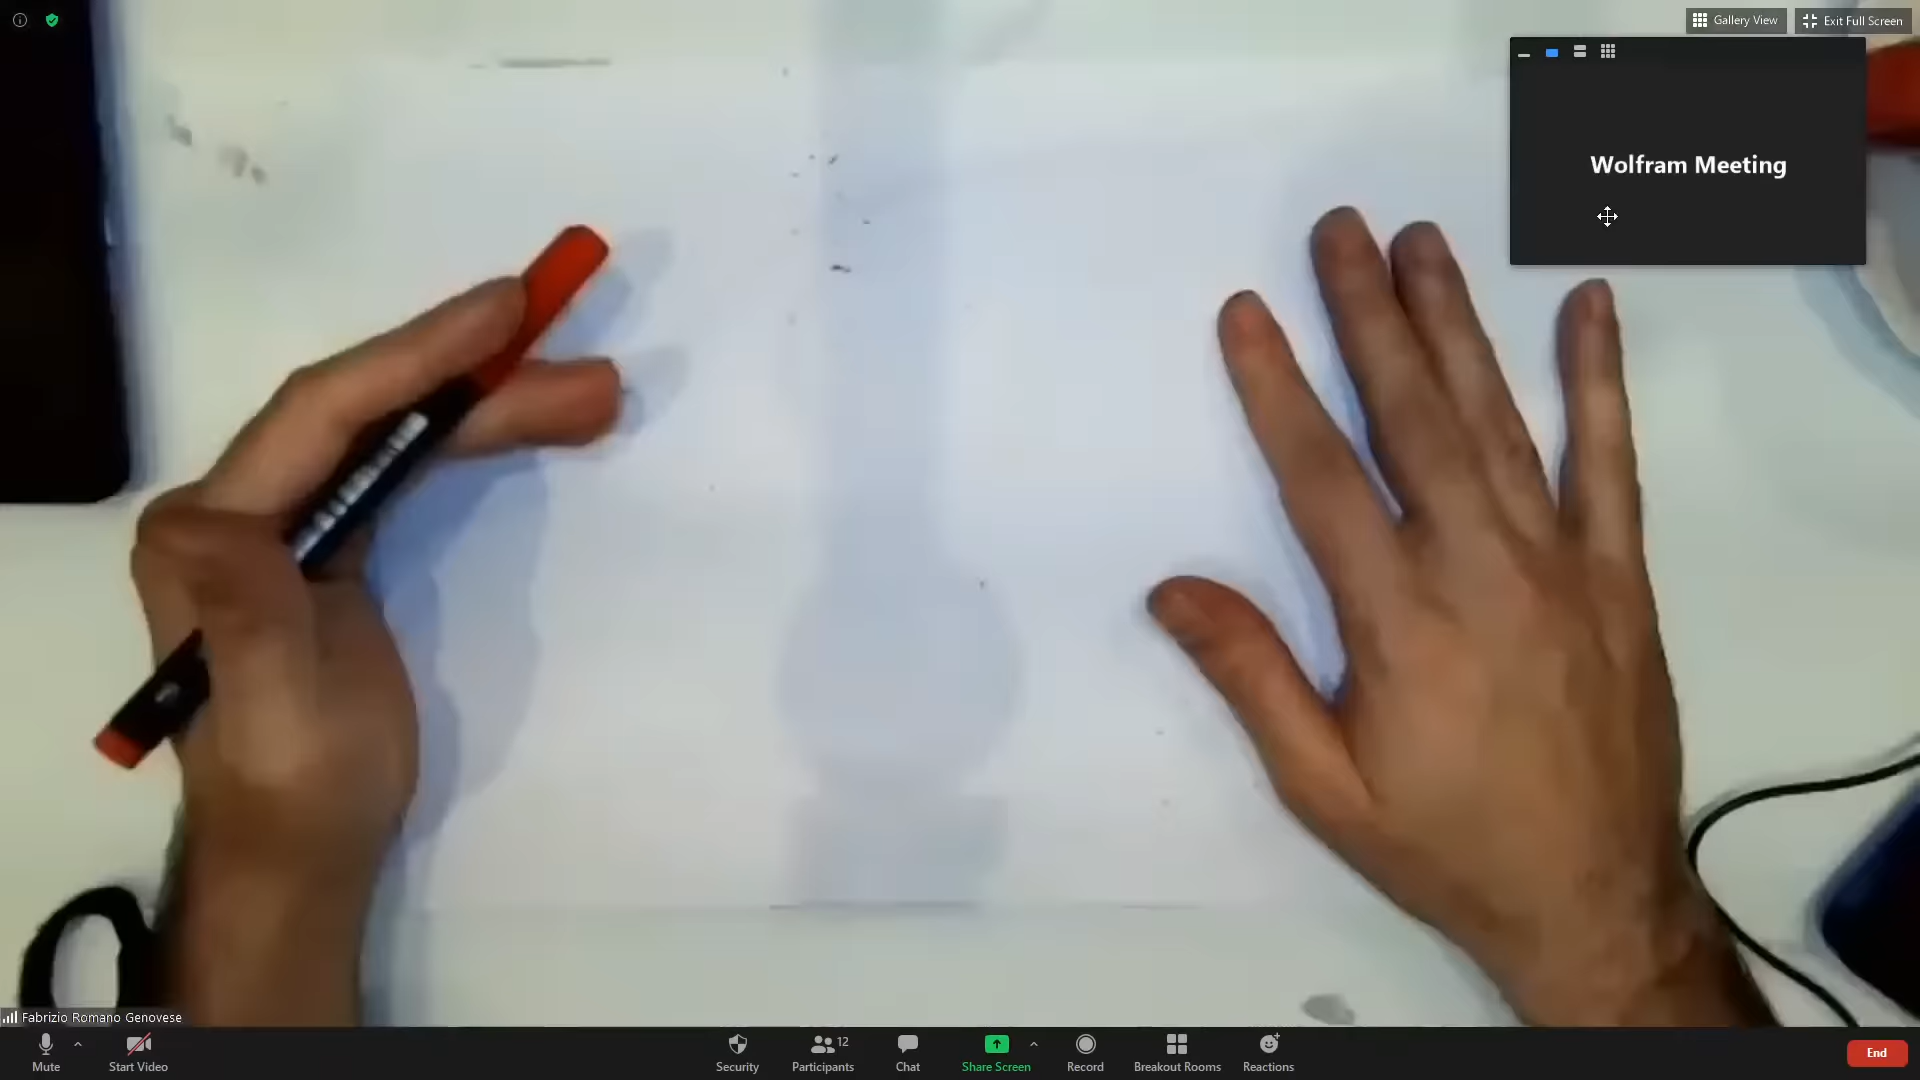 Gallery View
Exit Full Screen
Wolfram Meeting
Fabrizio Romano Genovese
Mute
Start Video
Security
12
Participants
Chat
Share Screen
Record
Breakout Rooms
Reactions
End